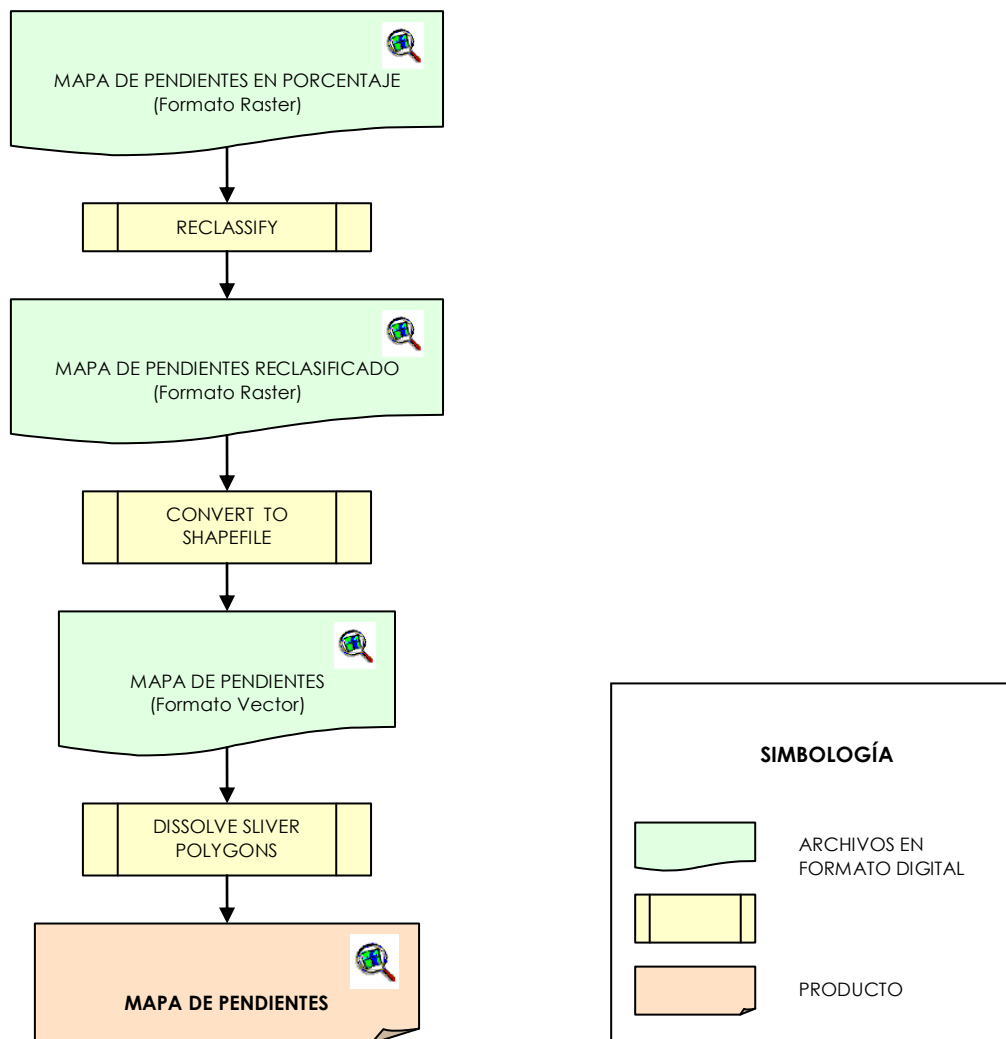 MAPA DE PENDIENTES EN PORCENTAJE
(Formato Raster)
RECLASSIFY
MAPA DE PENDIENTES RECLASIFICADO
(Formato Raster)
CONVERT TO
SHAPEFILE
MAPA DE PENDIENTES
(Formato Vector)
DISSOLVE SLIVER
POLYGONS
MAPA DE PENDIENTES
SIMBOLOGÍA
ARCHIVOS EN
FORMATO DIGITAL
PRODUCTO